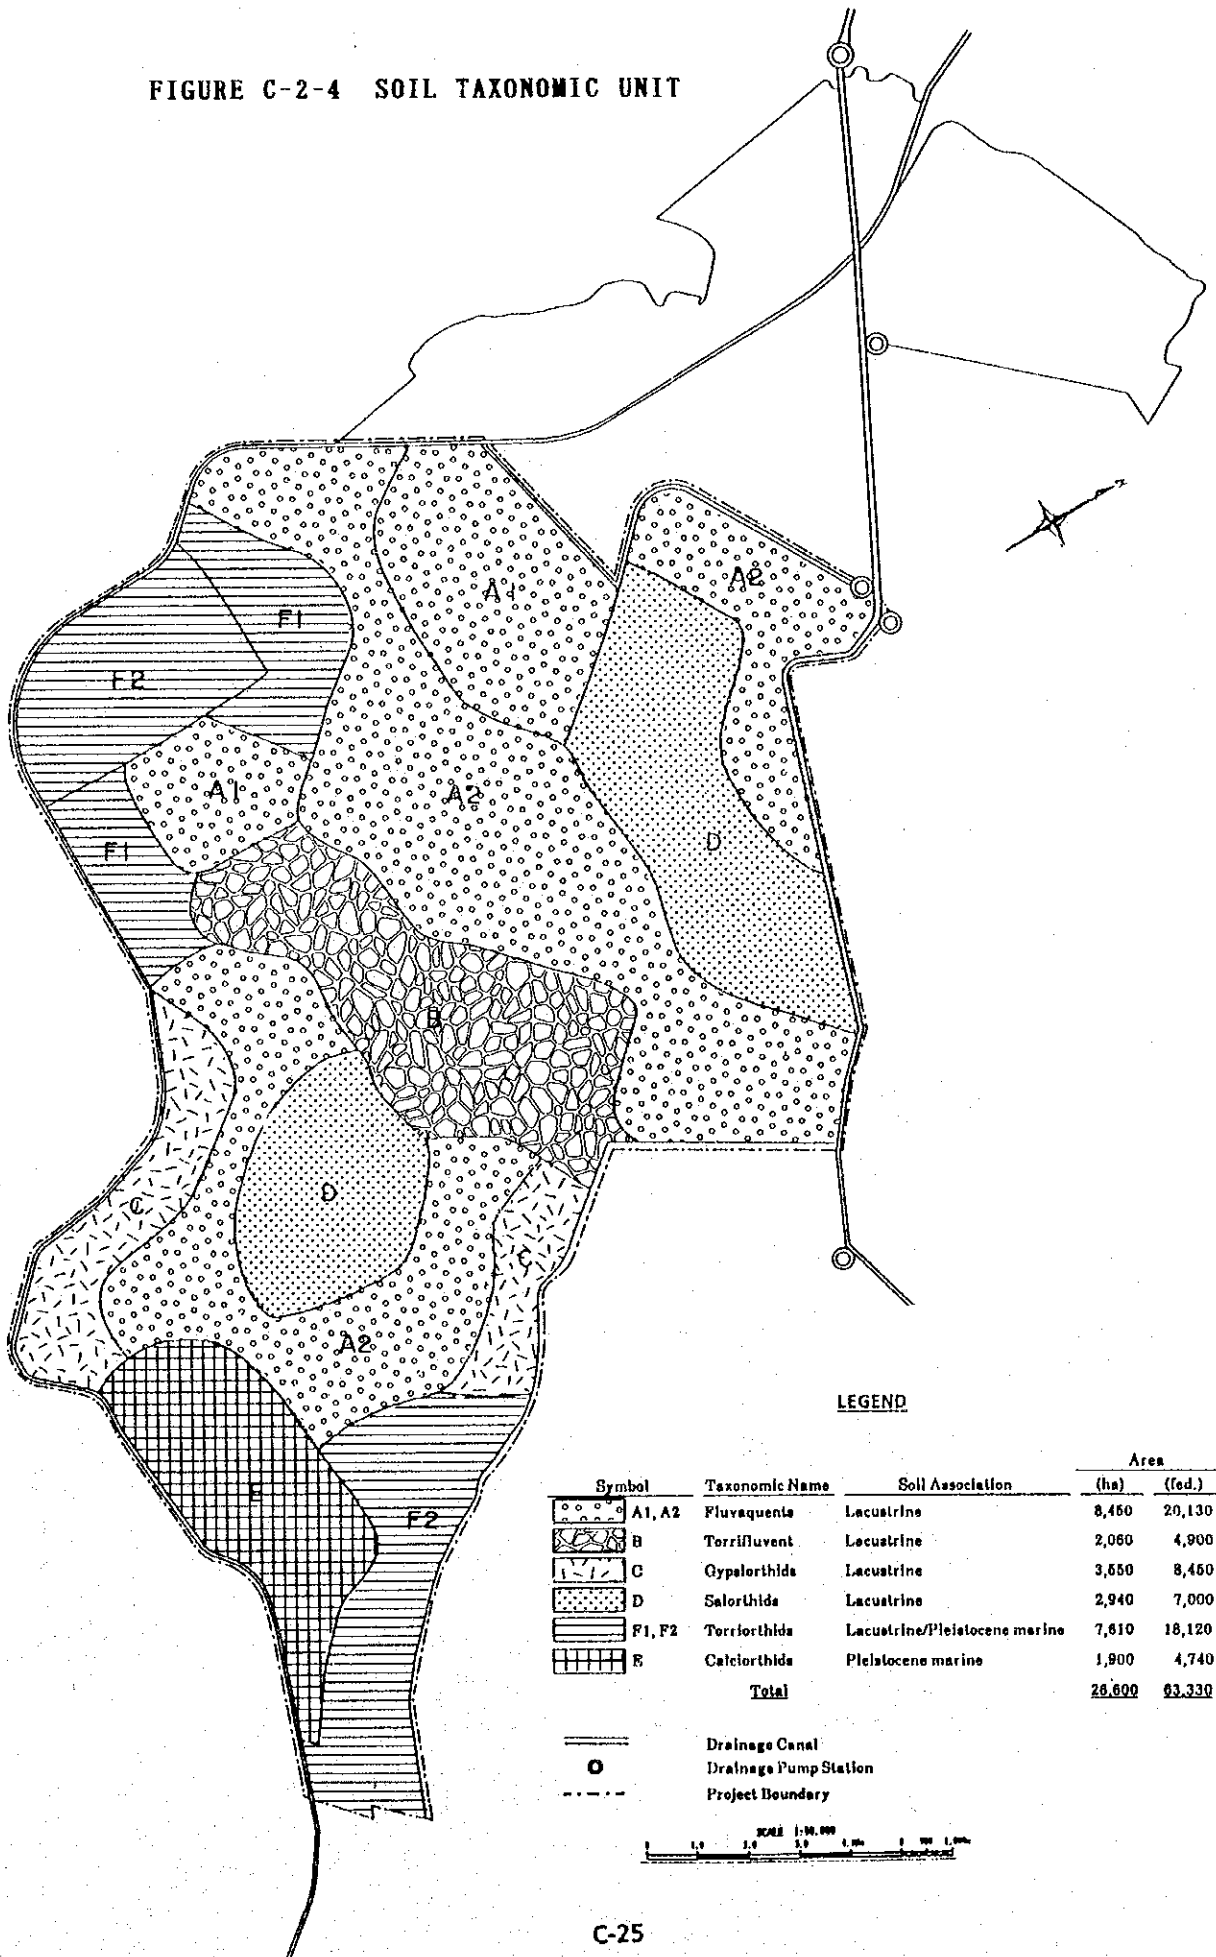 FIGURE C-2-4 SOIL TAXONOMIC UNIT
A1
A2
F1
F2
A1
A2
D
F1
B
D
C
C
A2
E
F2
LEGEND
Area
Symbol Taxonomic Name Soil Association (ha) (fed.)
A1, A2 Fluvaquents Lacustrine 8,460 20,130
B Torrifluvent Lacustrine 2,060 4,900
C Gypsiorthids Lacustrine 3,550 8,450
D Salorthids Lacustrine 2,940 7,000
F1, F2 Torriorthids Lacustrine/Pleistocene marine 7,610 18,120
E Calciorthids Pleistocene marine 1,900 4,740
Total 26,600 63,330
Drainage Canal
Drainage Pump Station
Project Boundary
SCALE
C-25